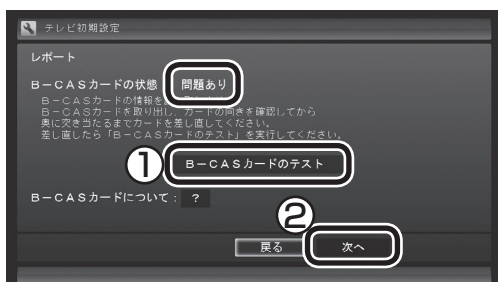 テレビ初期設定
レポート
B－CASカードの状態 問題あり
B－CASカードの情報を
B－CASカードを取り出し、カードの向きを確認してから
奥に突き当たるまでカードを差し直してください。
差し直したら「B－CASカードのテスト」を実行してください。
① B－CASカードのテスト
B－CASカードについて： ?
②
戻る 次へ